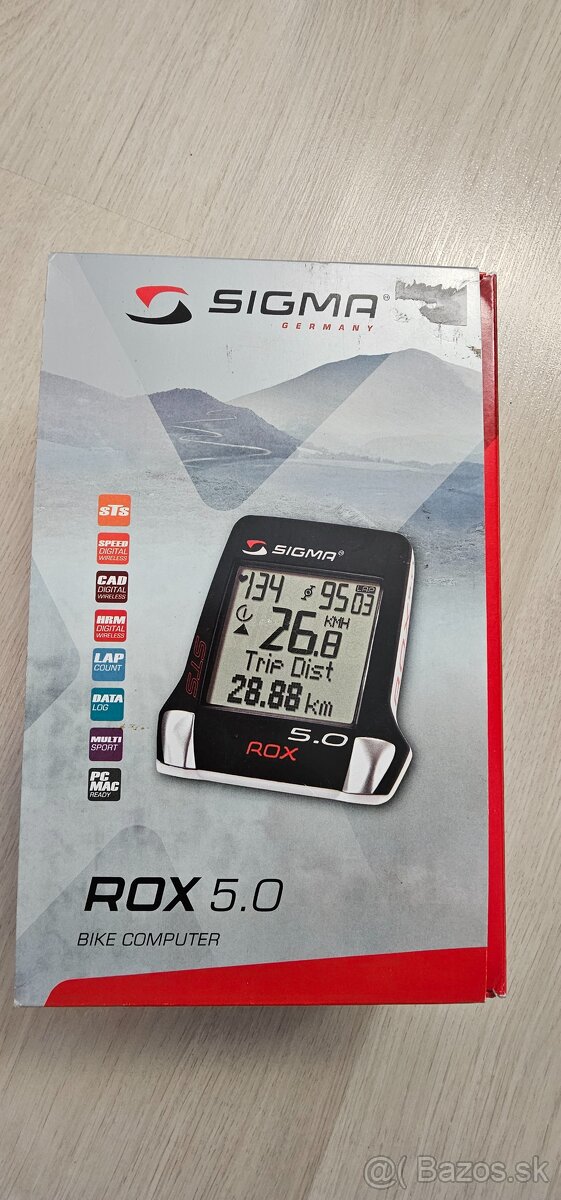 SIGMA®
GERMANY
STS
SPEED
DIGITAL
WIRELESS
CAD
DIGITAL
WIRELESS
HRM
DIGITAL
WIRELESS
LAP
COUNT
DATA
LOG
MULTI
SPORT
PC
MAC
READY
SIGMA®
134 95 LAP 03
26.8 KMH
Trip Dist
28.88 km
STS
5.0
ROX
ROX 5.0
BIKE COMPUTER
@( Bazos.sk